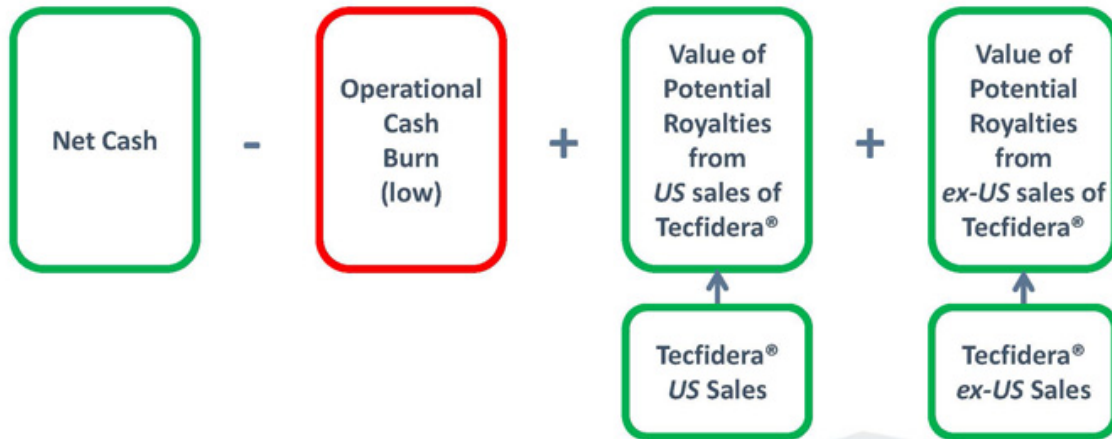 Net Cash
-
Operational
Cash
Burn
(low)
+
Value of
Potential
Royalties
from
US sales of
Tecfidera®
+
Value of
Potential
Royalties
from
ex-US sales of
Tecfidera®
Tecfidera®
US Sales
Tecfidera®
ex-US Sales